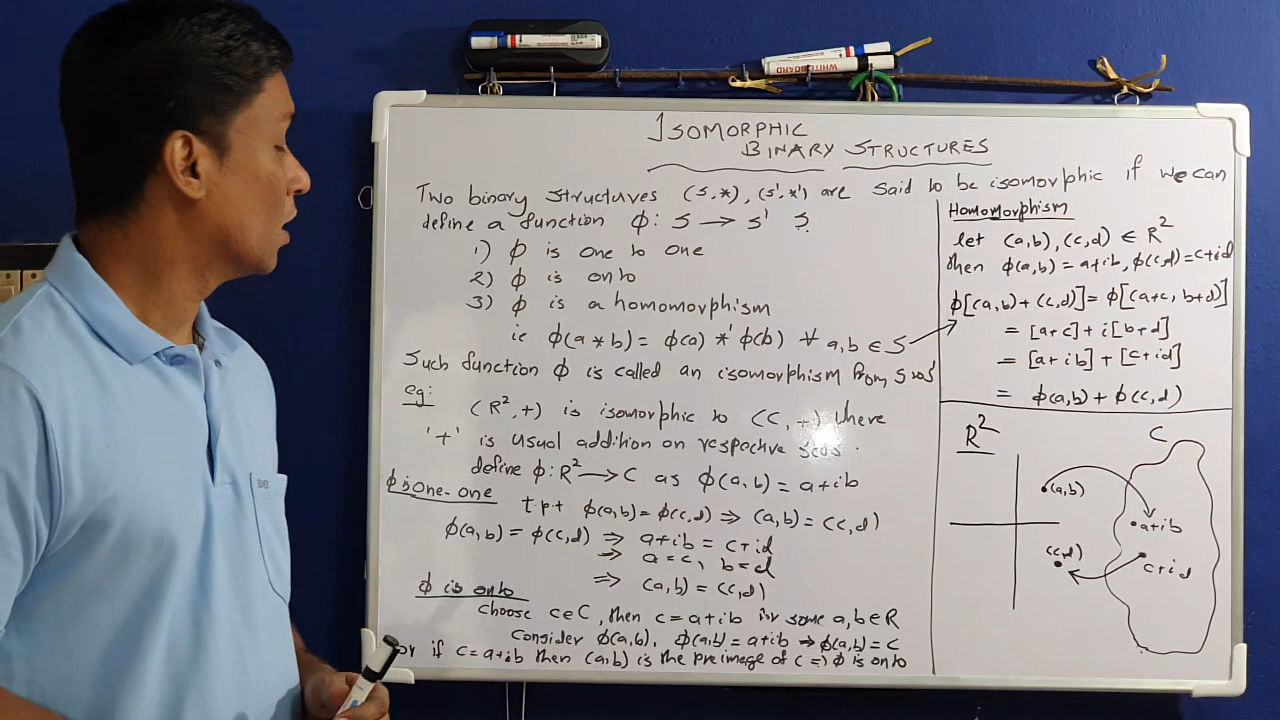 ISOMORPHIC
BINARY STRUCTURES
Two binary structures (S,*), (S',*') are said to be isomorphic if we can
define a function ϕ: S → S' ∋.
1) ϕ is one to one
2) ϕ is onto
3) ϕ is a homomorphism
ie ϕ(a * b) = ϕ(a) *' ϕ(b) ∀ a,b ∈ S
Such function ϕ is called an isomorphism from S to S'
eg:
(R², +) is isomorphic to (C, +) where
'+' is usual addition on respective sets.
define ϕ: R² → C as ϕ(a,b) = a+ib
ϕ is one-one
t.p.t ϕ(a,b) = ϕ(c,d) ⇒ (a,b) = (c,d)
ϕ(a,b) = ϕ(c,d) ⇒ a+ib = c+id
⇒ a=c, b=d
⇒ (a,b) = (c,d)
ϕ is onto
choose c∈C, then c = a+ib for some a,b∈R
Consider ϕ(a,b), ϕ(a,b) = a+ib ⇒ ϕ(a,b) = c
or if c = a+ib then (a,b) is the preimage of c ⇒ ϕ is onto
Homomorphism
let (a,b), (c,d) ∈ R²
then ϕ(a,b) = a+ib, ϕ(c,d) = c+id
ϕ[(a,b) + (c,d)] = ϕ[(a+c, b+d)]
= [a+c] + i[b+d]
= [a+ib] + [c+id]
= ϕ(a,b) + ϕ(c,d)
R²
C
(a,b)
a+ib
(c,d)
c+id
WHITEBOARD